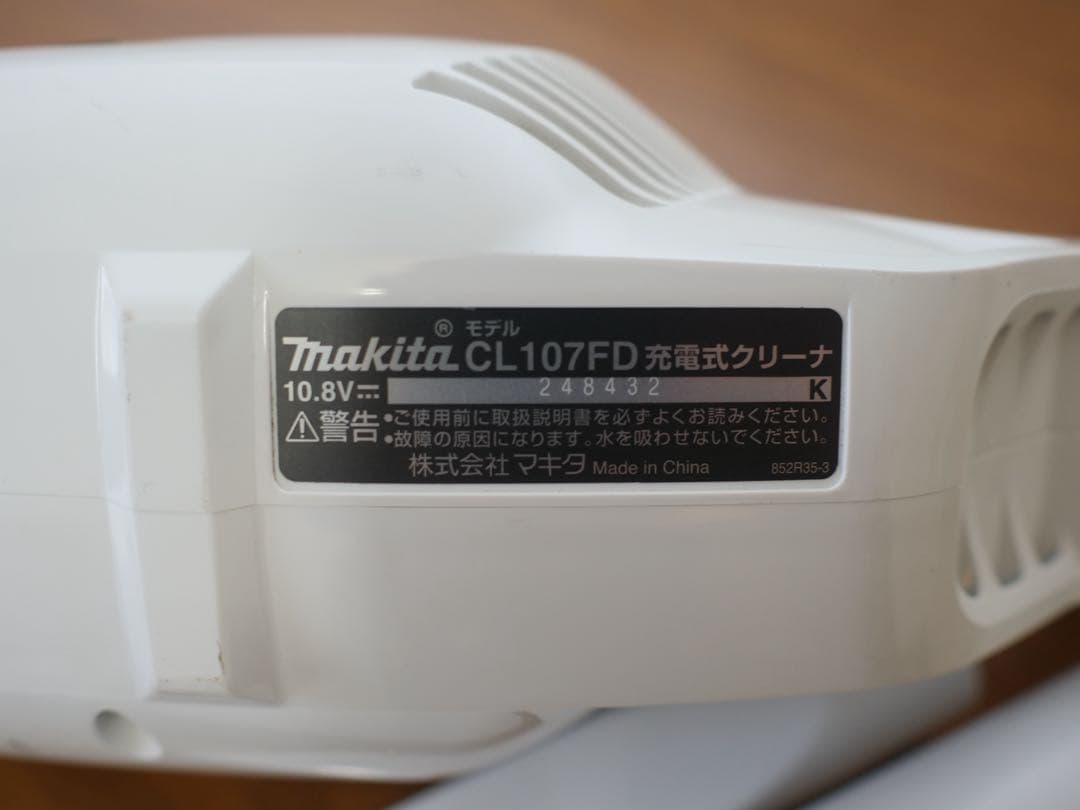 makita® モデル CL107FD 充電式クリーナ
10.8V⎓ 248432 K
⚠警告 •ご使用前に取扱説明書を必ずよくお読みください。
•故障の原因になります。水を吸わせないでください。
株式会社 マキタ Made in China 852R35-3